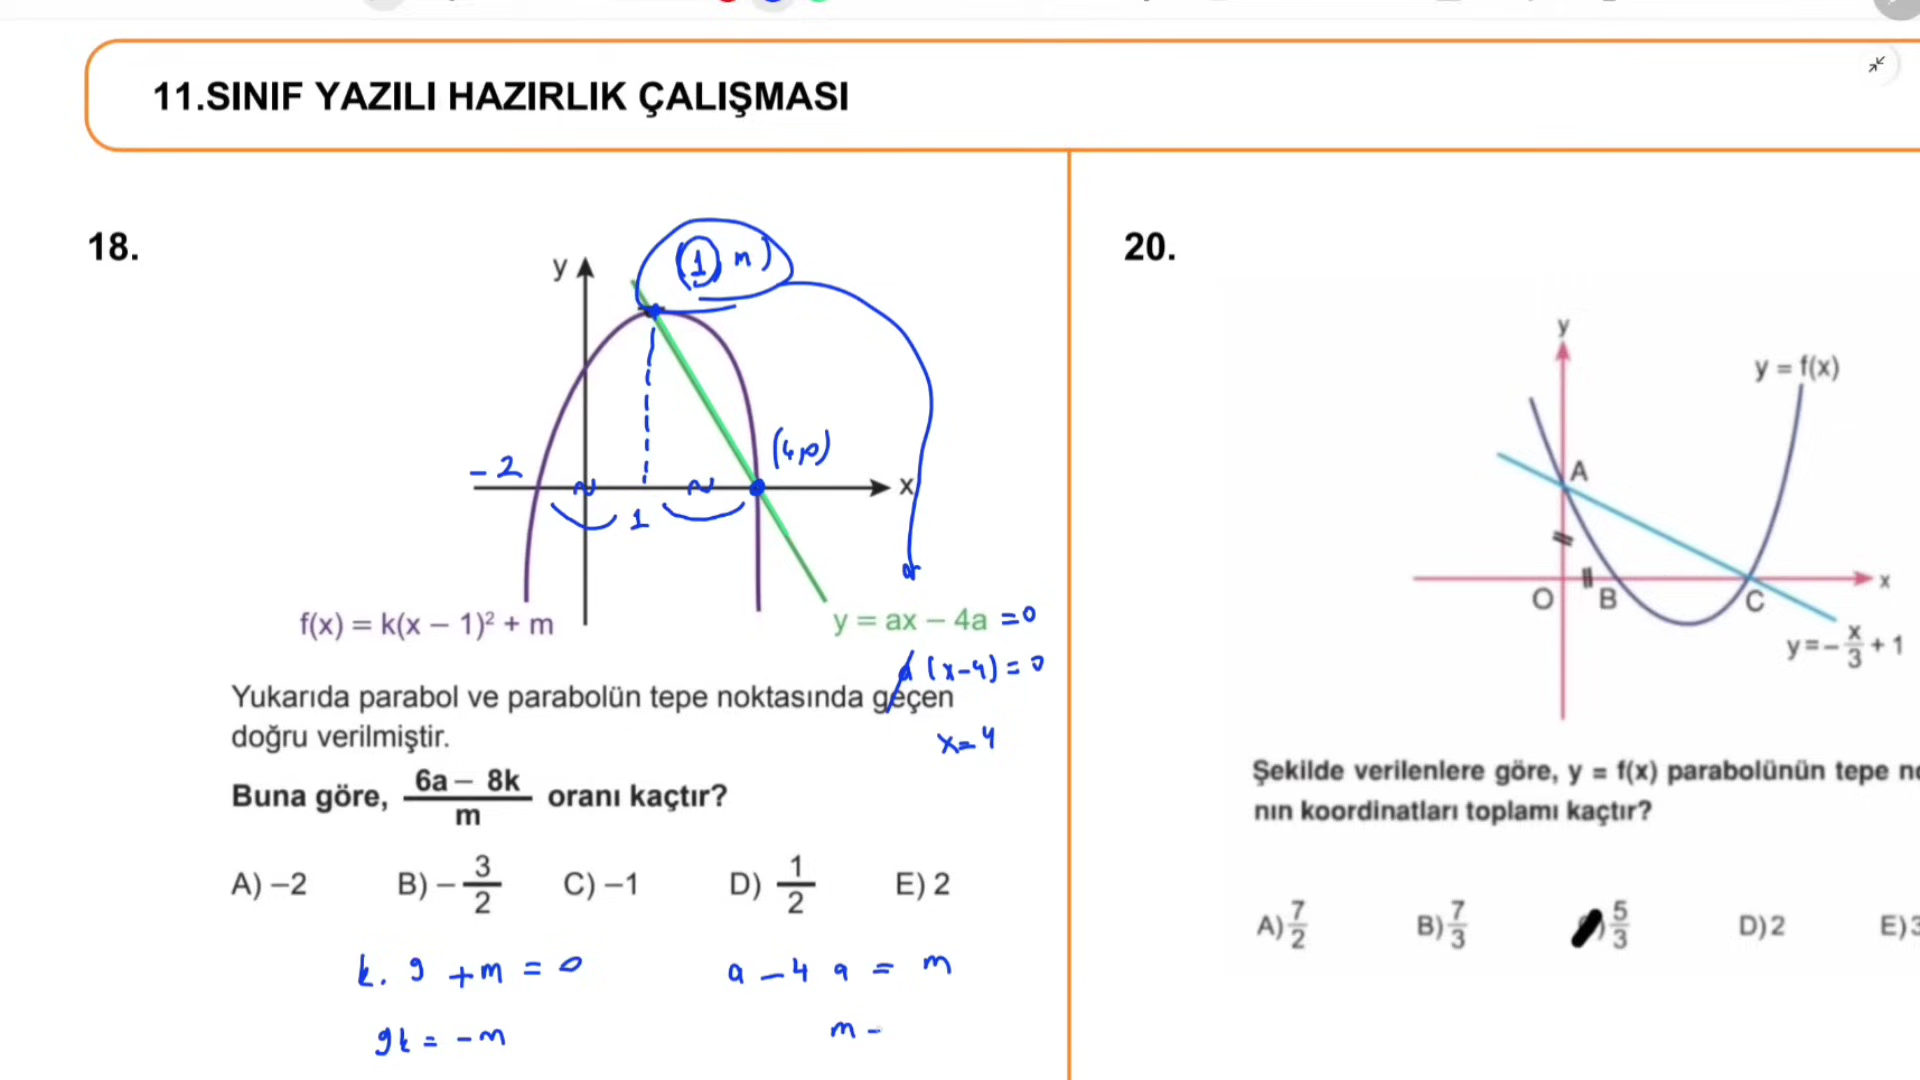 11.SINIF YAZILI HAZIRLIK ÇALIŞMASI
18.
y
(1, m)
(4,0)
-2
x
1
f(x) = k(x − 1)² + m
y = ax − 4a = 0
a (x-4) = 0
x = 4
Yukarıda parabol ve parabolün tepe noktasında geçen
doğru verilmiştir.
Buna göre, (6a − 8k)/m oranı kaçtır?
A) −2 B) −3/2 C) −1 D) 1/2 E) 2
k. 9 + m = 0
9k = -m
a - 4a = m
m -
20.
y
y = f(x)
A
O B C x
y = −x/3 + 1
Şekilde verilenlere göre, y = f(x) parabolünün tepe
nın koordinatları toplamı kaçtır?
A) 7/2 B) 7/3 ) 5/3 D) 2 E) 3